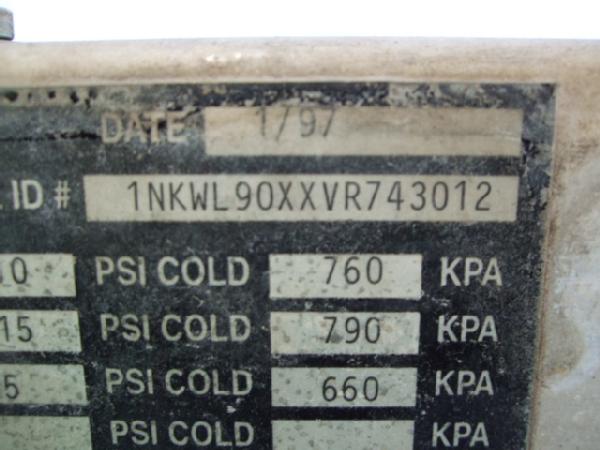 DATE 1/97
ID # 1NKWL90XXVR743012
0 PSI COLD 760 KPA
15 PSI COLD 790 KPA
5 PSI COLD 660 KPA
PSI COLD KPA